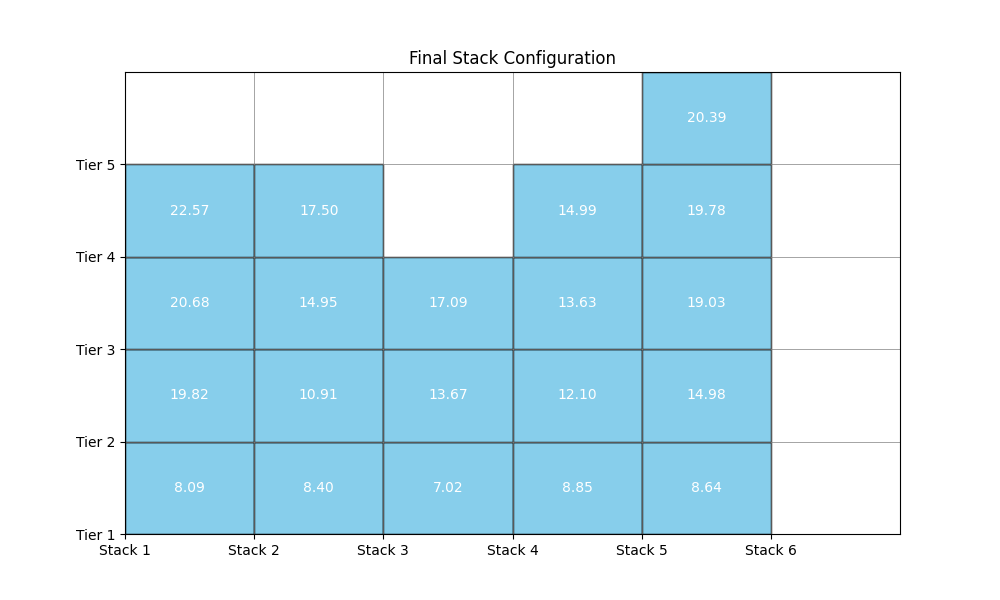 Final Stack Configuration
20.39
Tier 5
22.57 17.50 14.99 19.78
Tier 4
20.68 14.95 17.09 13.63 19.03
Tier 3
19.82 10.91 13.67 12.10 14.98
Tier 2
8.09 8.40 7.02 8.85 8.64
Tier 1
Stack 1 Stack 2 Stack 3 Stack 4 Stack 5 Stack 6